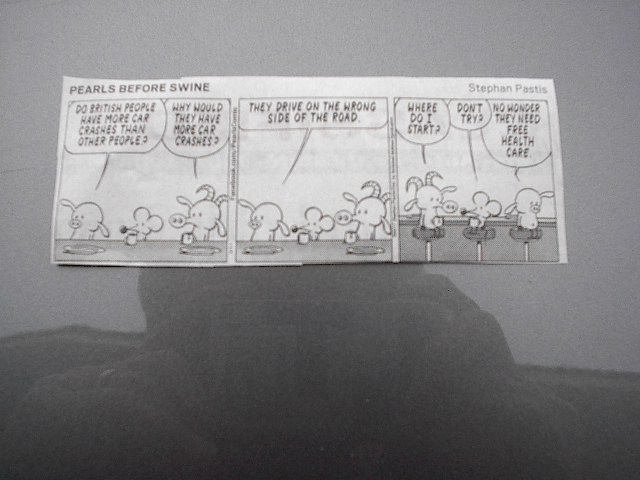 PEARLS BEFORE SWINE
Stephan Pastis
DO BRITISH PEOPLE
HAVE MORE CAR
CRASHES THAN
OTHER PEOPLE?
WHY WOULD
THEY HAVE
MORE CAR
CRASHES?
THEY DRIVE ON THE WRONG
SIDE OF THE ROAD.
WHERE
DO I
START?
DON'T
TRY?
NO WONDER
THEY NEED
FREE
HEALTH
CARE.